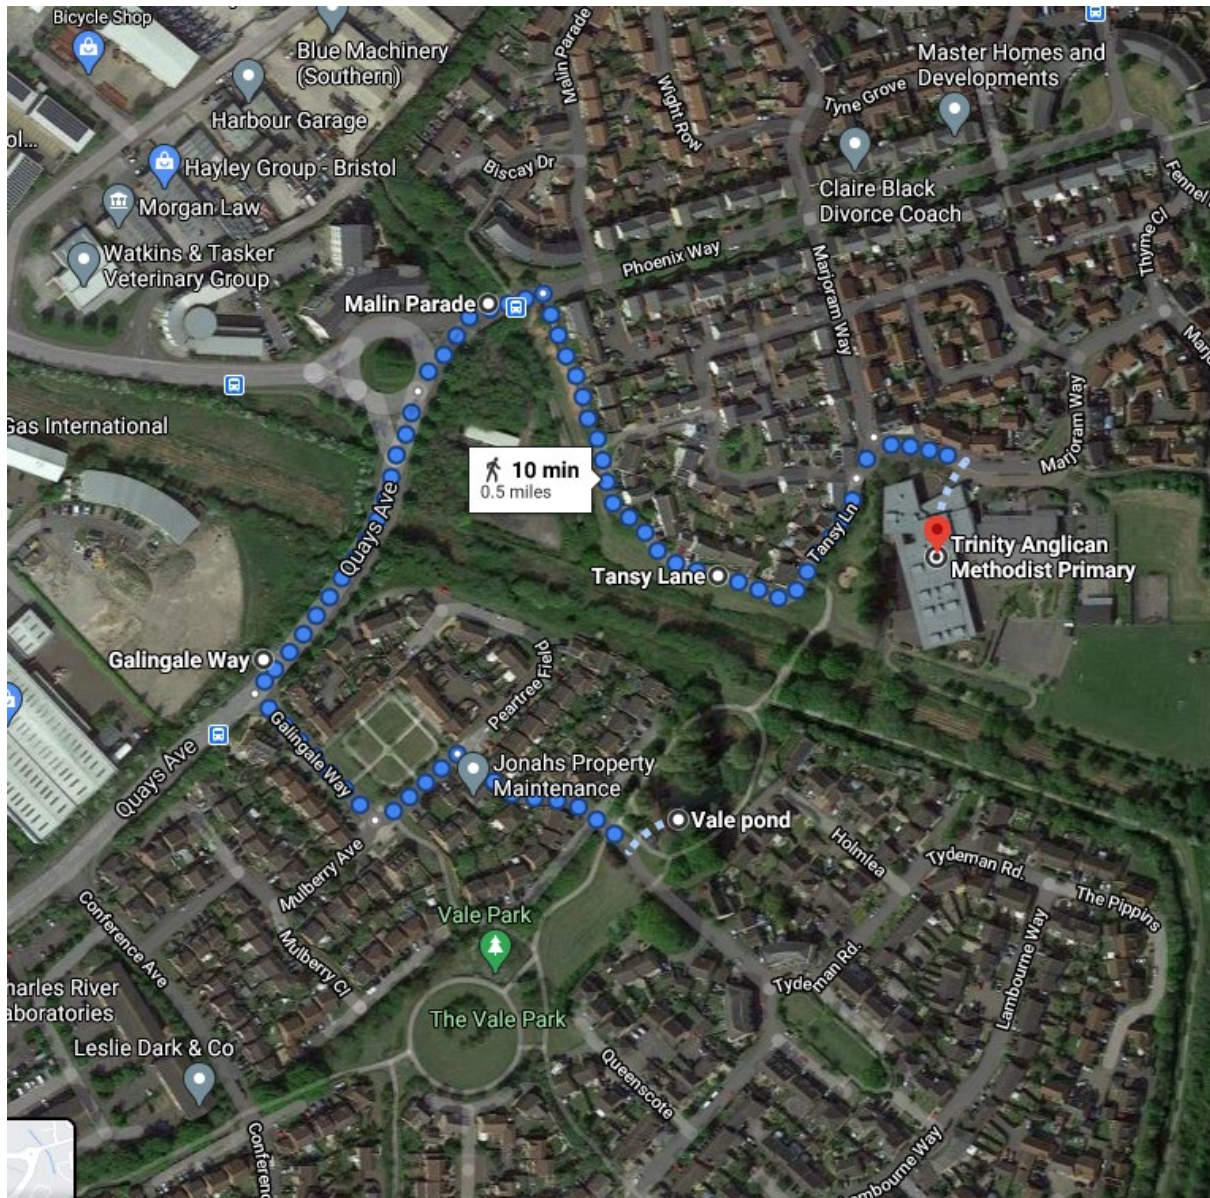 Bicycle Shop
Blue Machinery
(Southern)
Harbour Garage
ol...
Hayley Group - Bristol
Morgan Law
Watkins & Tasker
Veterinary Group
Malin Parade
Wight Row
Biscay Dr
Master Homes and
Developments
Tyne Grove
Claire Black
Divorce Coach
Fennel
Thyme Cl
Phoenix Way
Marjoram Way
Malin Parade
Marjo
Gas International
10 min
0.5 miles
Marjoram Way
Quays Ave
Tansy Ln
Tansy Lane
Trinity Anglican
Methodist Primary
Galingale Way
Peartree Field
Galingale Way
Quays Ave
Jonahs Property
Maintenance
Vale pond
Mulberry Ave
Holmlea
Tydeman Rd.
The Pippins
Conference Ave
Mulberry Cl
Vale Park
Tydeman Rd.
Lambourne Way
harles River
aboratories
The Vale Park
Leslie Dark & Co
Queenscote
Conferenc
ambourne Way